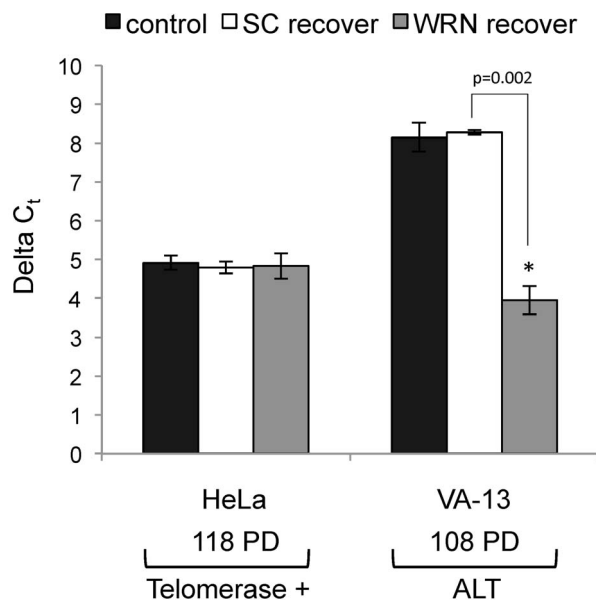 control SC recover WRN recover
10
9
8
7
6
5
4
3
2
1
0
Delta Ct
p=0.002
*
HeLa VA-13
118 PD 108 PD
Telomerase + ALT